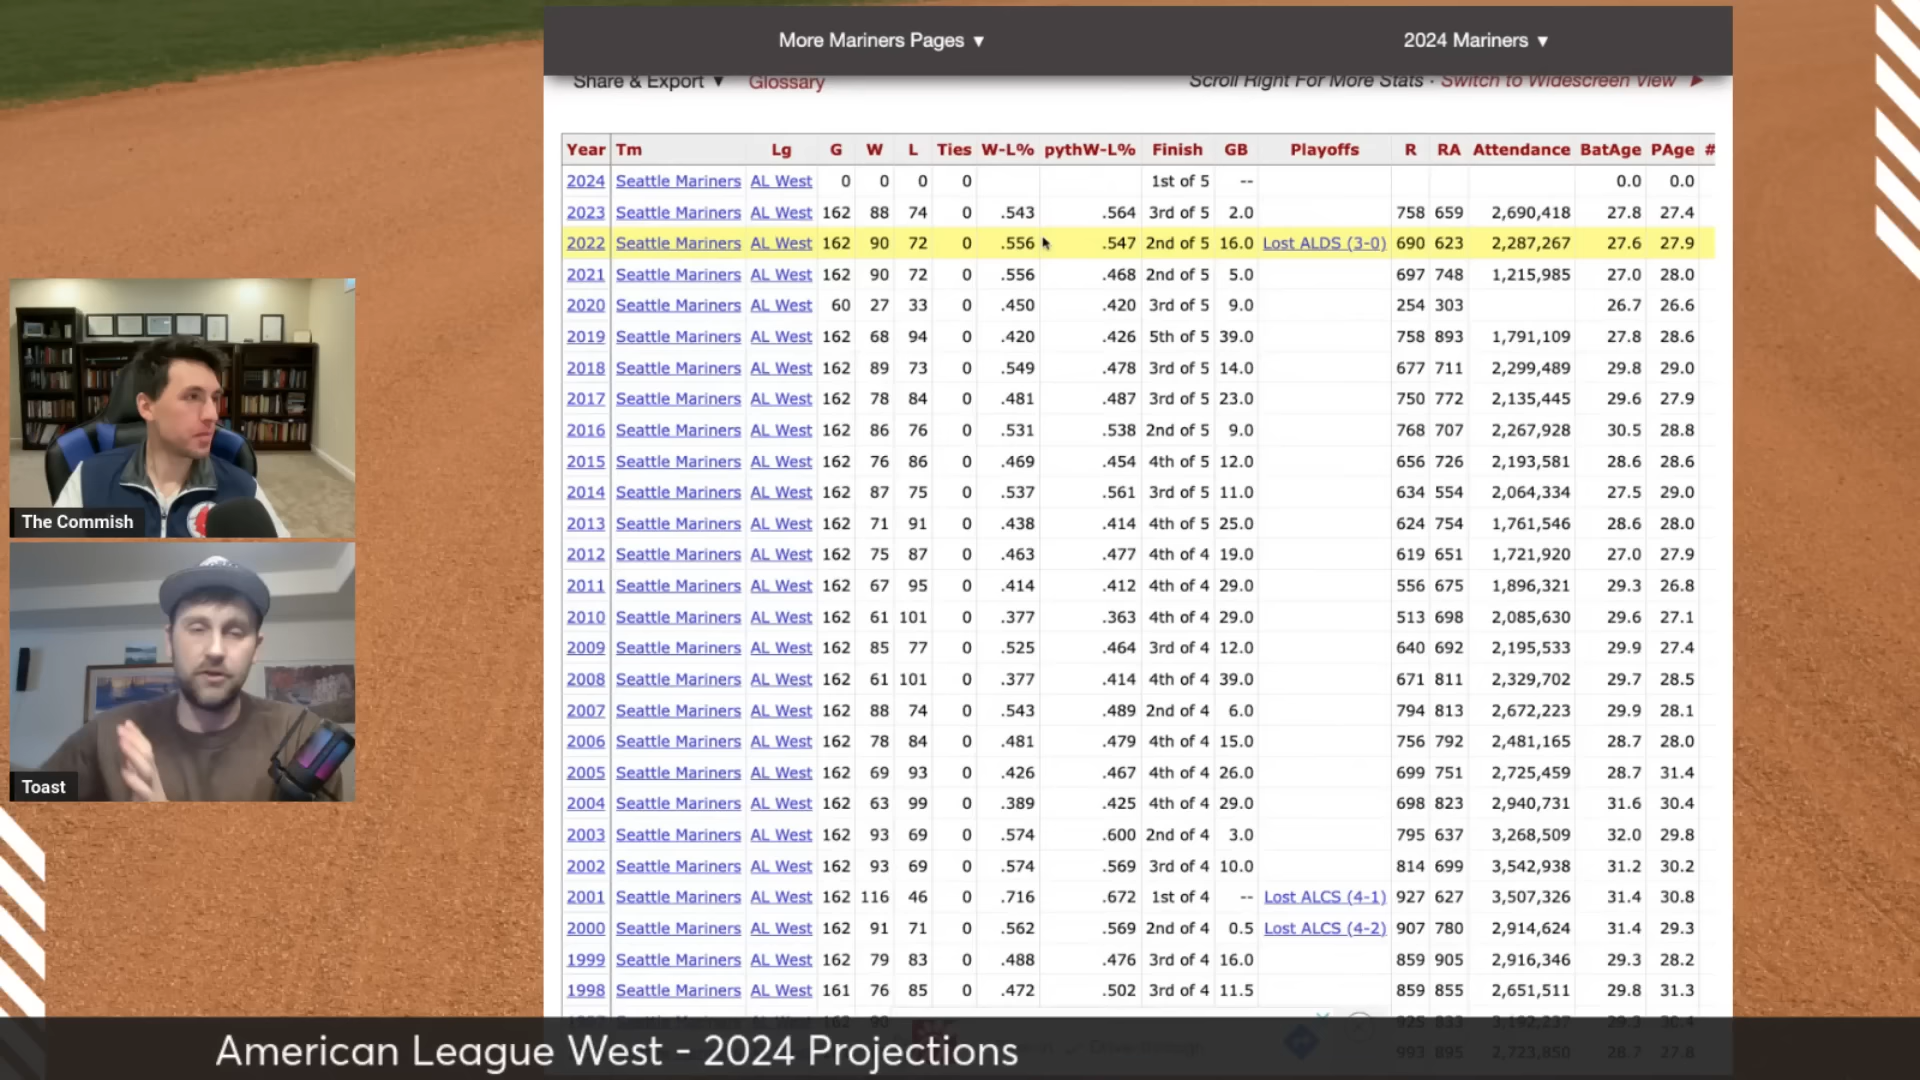 More Mariners Pages ▼ 2024 Mariners ▼
Share & Export ▼ Glossary Scroll Right For More Stats · Switch to Widescreen View ►
Year Tm Lg G W L Ties W-L% pythW-L% Finish GB Playoffs R RA Attendance BatAge PAge #
2024 Seattle Mariners AL West 0 0 0 0 1st of 5 -- 0.0 0.0
2023 Seattle Mariners AL West 162 88 74 0 .543 .564 3rd of 5 2.0 758 659 2,690,418 27.8 27.4
2022 Seattle Mariners AL West 162 90 72 0 .556 .547 2nd of 5 16.0 Lost ALDS (3-0) 690 623 2,287,267 27.6 27.9
2021 Seattle Mariners AL West 162 90 72 0 .556 .468 2nd of 5 5.0 697 748 1,215,985 27.0 28.0
2020 Seattle Mariners AL West 60 27 33 0 .450 .420 3rd of 5 9.0 254 303 26.7 26.6
2019 Seattle Mariners AL West 162 68 94 0 .420 .426 5th of 5 39.0 758 893 1,791,109 27.8 28.6
2018 Seattle Mariners AL West 162 89 73 0 .549 .478 3rd of 5 14.0 677 711 2,299,489 29.8 29.0
2017 Seattle Mariners AL West 162 78 84 0 .481 .487 3rd of 5 23.0 750 772 2,135,445 29.6 27.9
2016 Seattle Mariners AL West 162 86 76 0 .531 .538 2nd of 5 9.0 768 707 2,267,928 30.5 28.8
2015 Seattle Mariners AL West 162 76 86 0 .469 .454 4th of 5 12.0 656 726 2,193,581 28.6 28.6
2014 Seattle Mariners AL West 162 87 75 0 .537 .561 3rd of 5 11.0 634 554 2,064,334 27.5 29.0
2013 Seattle Mariners AL West 162 71 91 0 .438 .414 4th of 5 25.0 624 754 1,761,546 28.6 28.0
2012 Seattle Mariners AL West 162 75 87 0 .463 .477 4th of 4 19.0 619 651 1,721,920 27.0 27.9
2011 Seattle Mariners AL West 162 67 95 0 .414 .412 4th of 4 29.0 556 675 1,896,321 29.3 26.8
2010 Seattle Mariners AL West 162 61 101 0 .377 .363 4th of 4 29.0 513 698 2,085,630 29.6 27.1
2009 Seattle Mariners AL West 162 85 77 0 .525 .464 3rd of 4 12.0 640 692 2,195,533 29.9 27.4
2008 Seattle Mariners AL West 162 61 101 0 .377 .414 4th of 4 39.0 671 811 2,329,702 29.7 28.5
2007 Seattle Mariners AL West 162 88 74 0 .543 .489 2nd of 4 6.0 794 813 2,672,223 29.9 28.1
2006 Seattle Mariners AL West 162 78 84 0 .481 .479 4th of 4 15.0 756 792 2,481,165 28.7 28.0
2005 Seattle Mariners AL West 162 69 93 0 .426 .467 4th of 4 26.0 699 751 2,725,459 28.7 31.4
2004 Seattle Mariners AL West 162 63 99 0 .389 .425 4th of 4 29.0 698 823 2,940,731 31.6 30.4
2003 Seattle Mariners AL West 162 93 69 0 .574 .600 2nd of 4 3.0 795 637 3,268,509 32.0 29.8
2002 Seattle Mariners AL West 162 93 69 0 .574 .569 3rd of 4 10.0 814 699 3,542,938 31.2 30.2
2001 Seattle Mariners AL West 162 116 46 0 .716 .672 1st of 4 -- Lost ALCS (4-1) 927 627 3,507,326 31.4 30.8
2000 Seattle Mariners AL West 162 91 71 0 .562 .569 2nd of 4 0.5 Lost ALCS (4-2) 907 780 2,914,624 31.4 29.3
1999 Seattle Mariners AL West 162 79 83 0 .488 .476 3rd of 4 16.0 859 905 2,916,346 29.3 28.2
1998 Seattle Mariners AL West 161 76 85 0 .472 .502 3rd of 4 11.5 859 855 2,651,511 29.8 31.3
993 895 2,723,850 28.7 27.8
The Commish
Toast
American League West - 2024 Projections